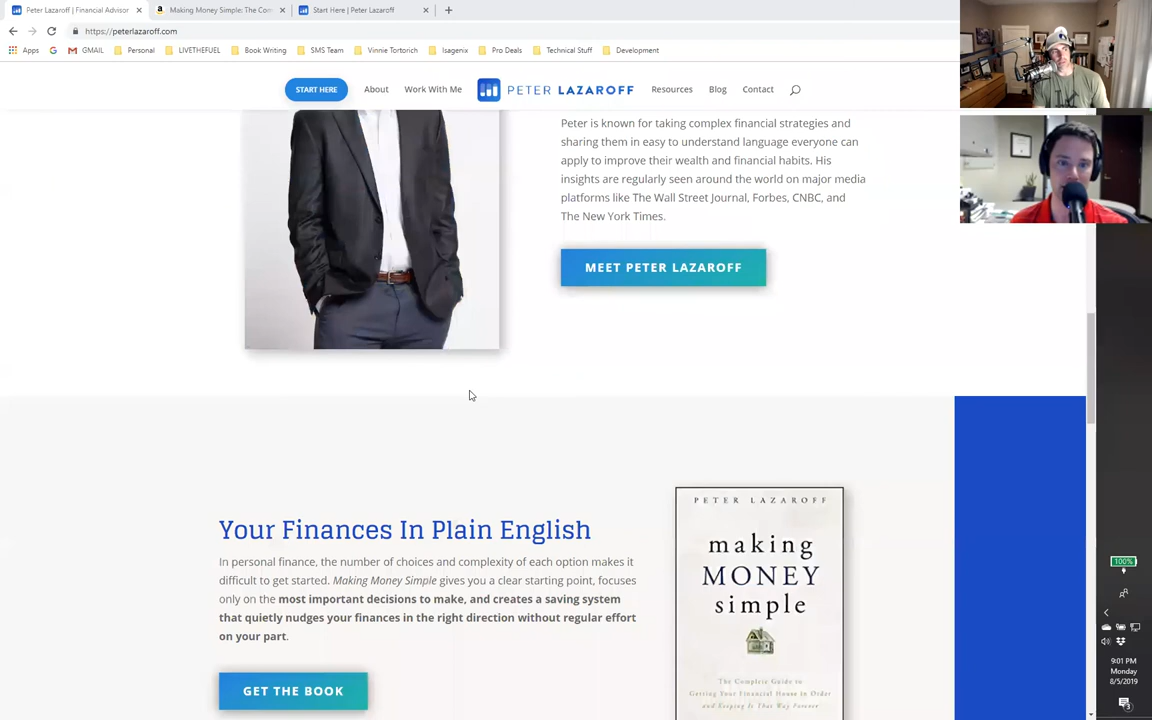 Peter Lazaroff | Financial Advisor
Making Money Simple: The Com
Start Here | Peter Lazaroff
https://peterlazaroff.com
Apps
GMAIL
Personal
LIVETHEFUEL
Book Writing
SMS Team
Vinnie Tortorich
Isagenix
Pro Deals
Technical Stuff
Development
START HERE
About
Work With Me
PETER LAZAROFF
Resources
Blog
Contact
Peter is known for taking complex financial strategies and
sharing them in easy to understand language everyone can
apply to improve their wealth and financial habits. His
insights are regularly seen around the world on major media
platforms like The Wall Street Journal, Forbes, CNBC, and
The New York Times.
MEET PETER LAZAROFF
Your Finances In Plain English
In personal finance, the number of choices and complexity of each option makes it
difficult to get started. Making Money Simple gives you a clear starting point, focuses
only on the most important decisions to make, and creates a saving system
that quietly nudges your finances in the right direction without regular effort
on your part.
GET THE BOOK
PETER LAZAROFF
making
MONEY
simple
The Complete Guide to
Getting Your Financial House in Order
and Keeping It That Way Forever
100%
9:01 PM
Monday
8/5/2019
3